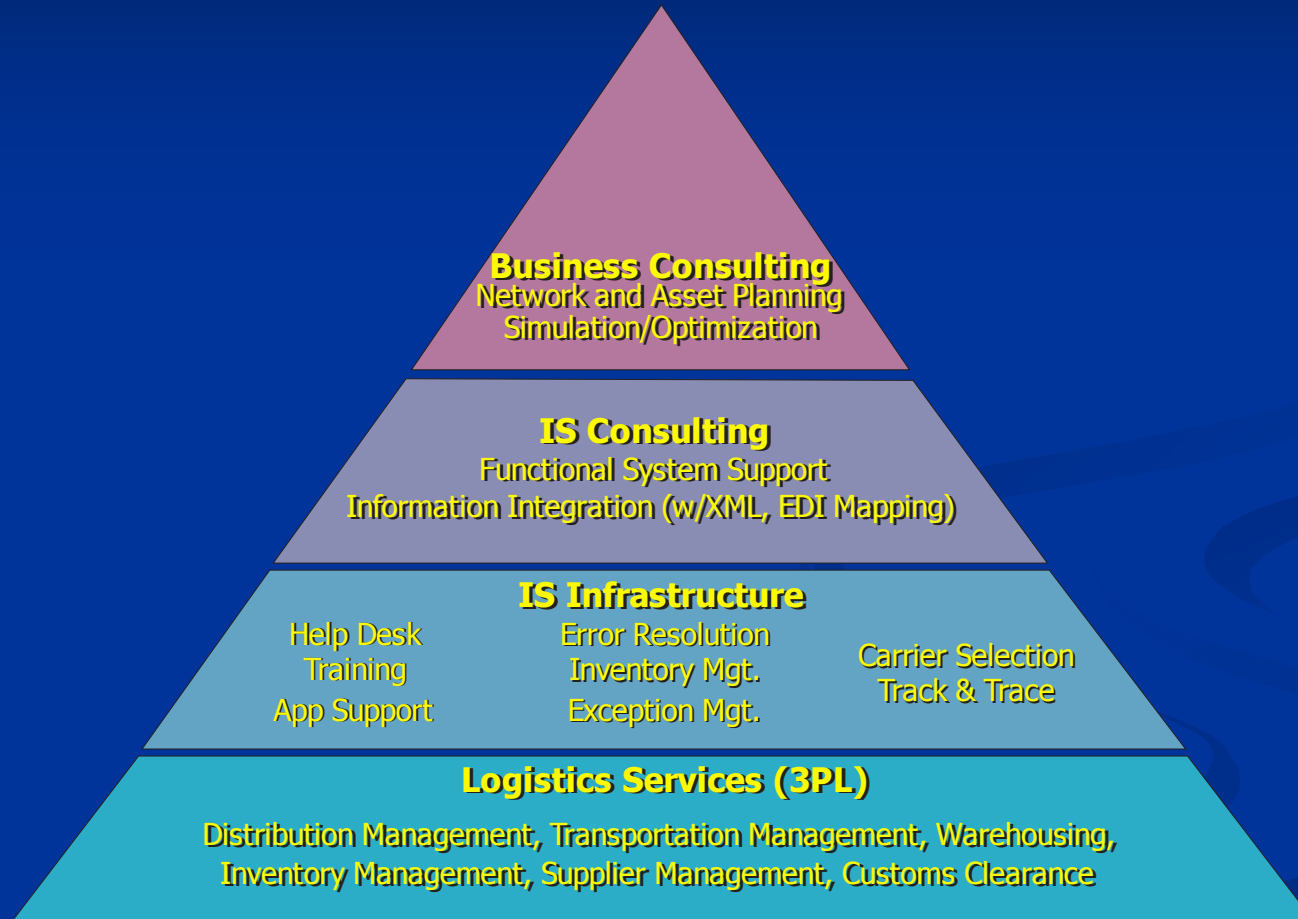 Business Consulting
Network and Asset Planning
Simulation/Optimization
IS Consulting
Functional System Support
Information Integration (w/XML, EDI Mapping)
IS Infrastructure
Help Desk
Training
App Support
Error Resolution
Inventory Mgt.
Exception Mgt.
Carrier Selection
Track & Trace
Logistics Services (3PL)
Distribution Management, Transportation Management, Warehousing,
Inventory Management, Supplier Management, Customs Clearance